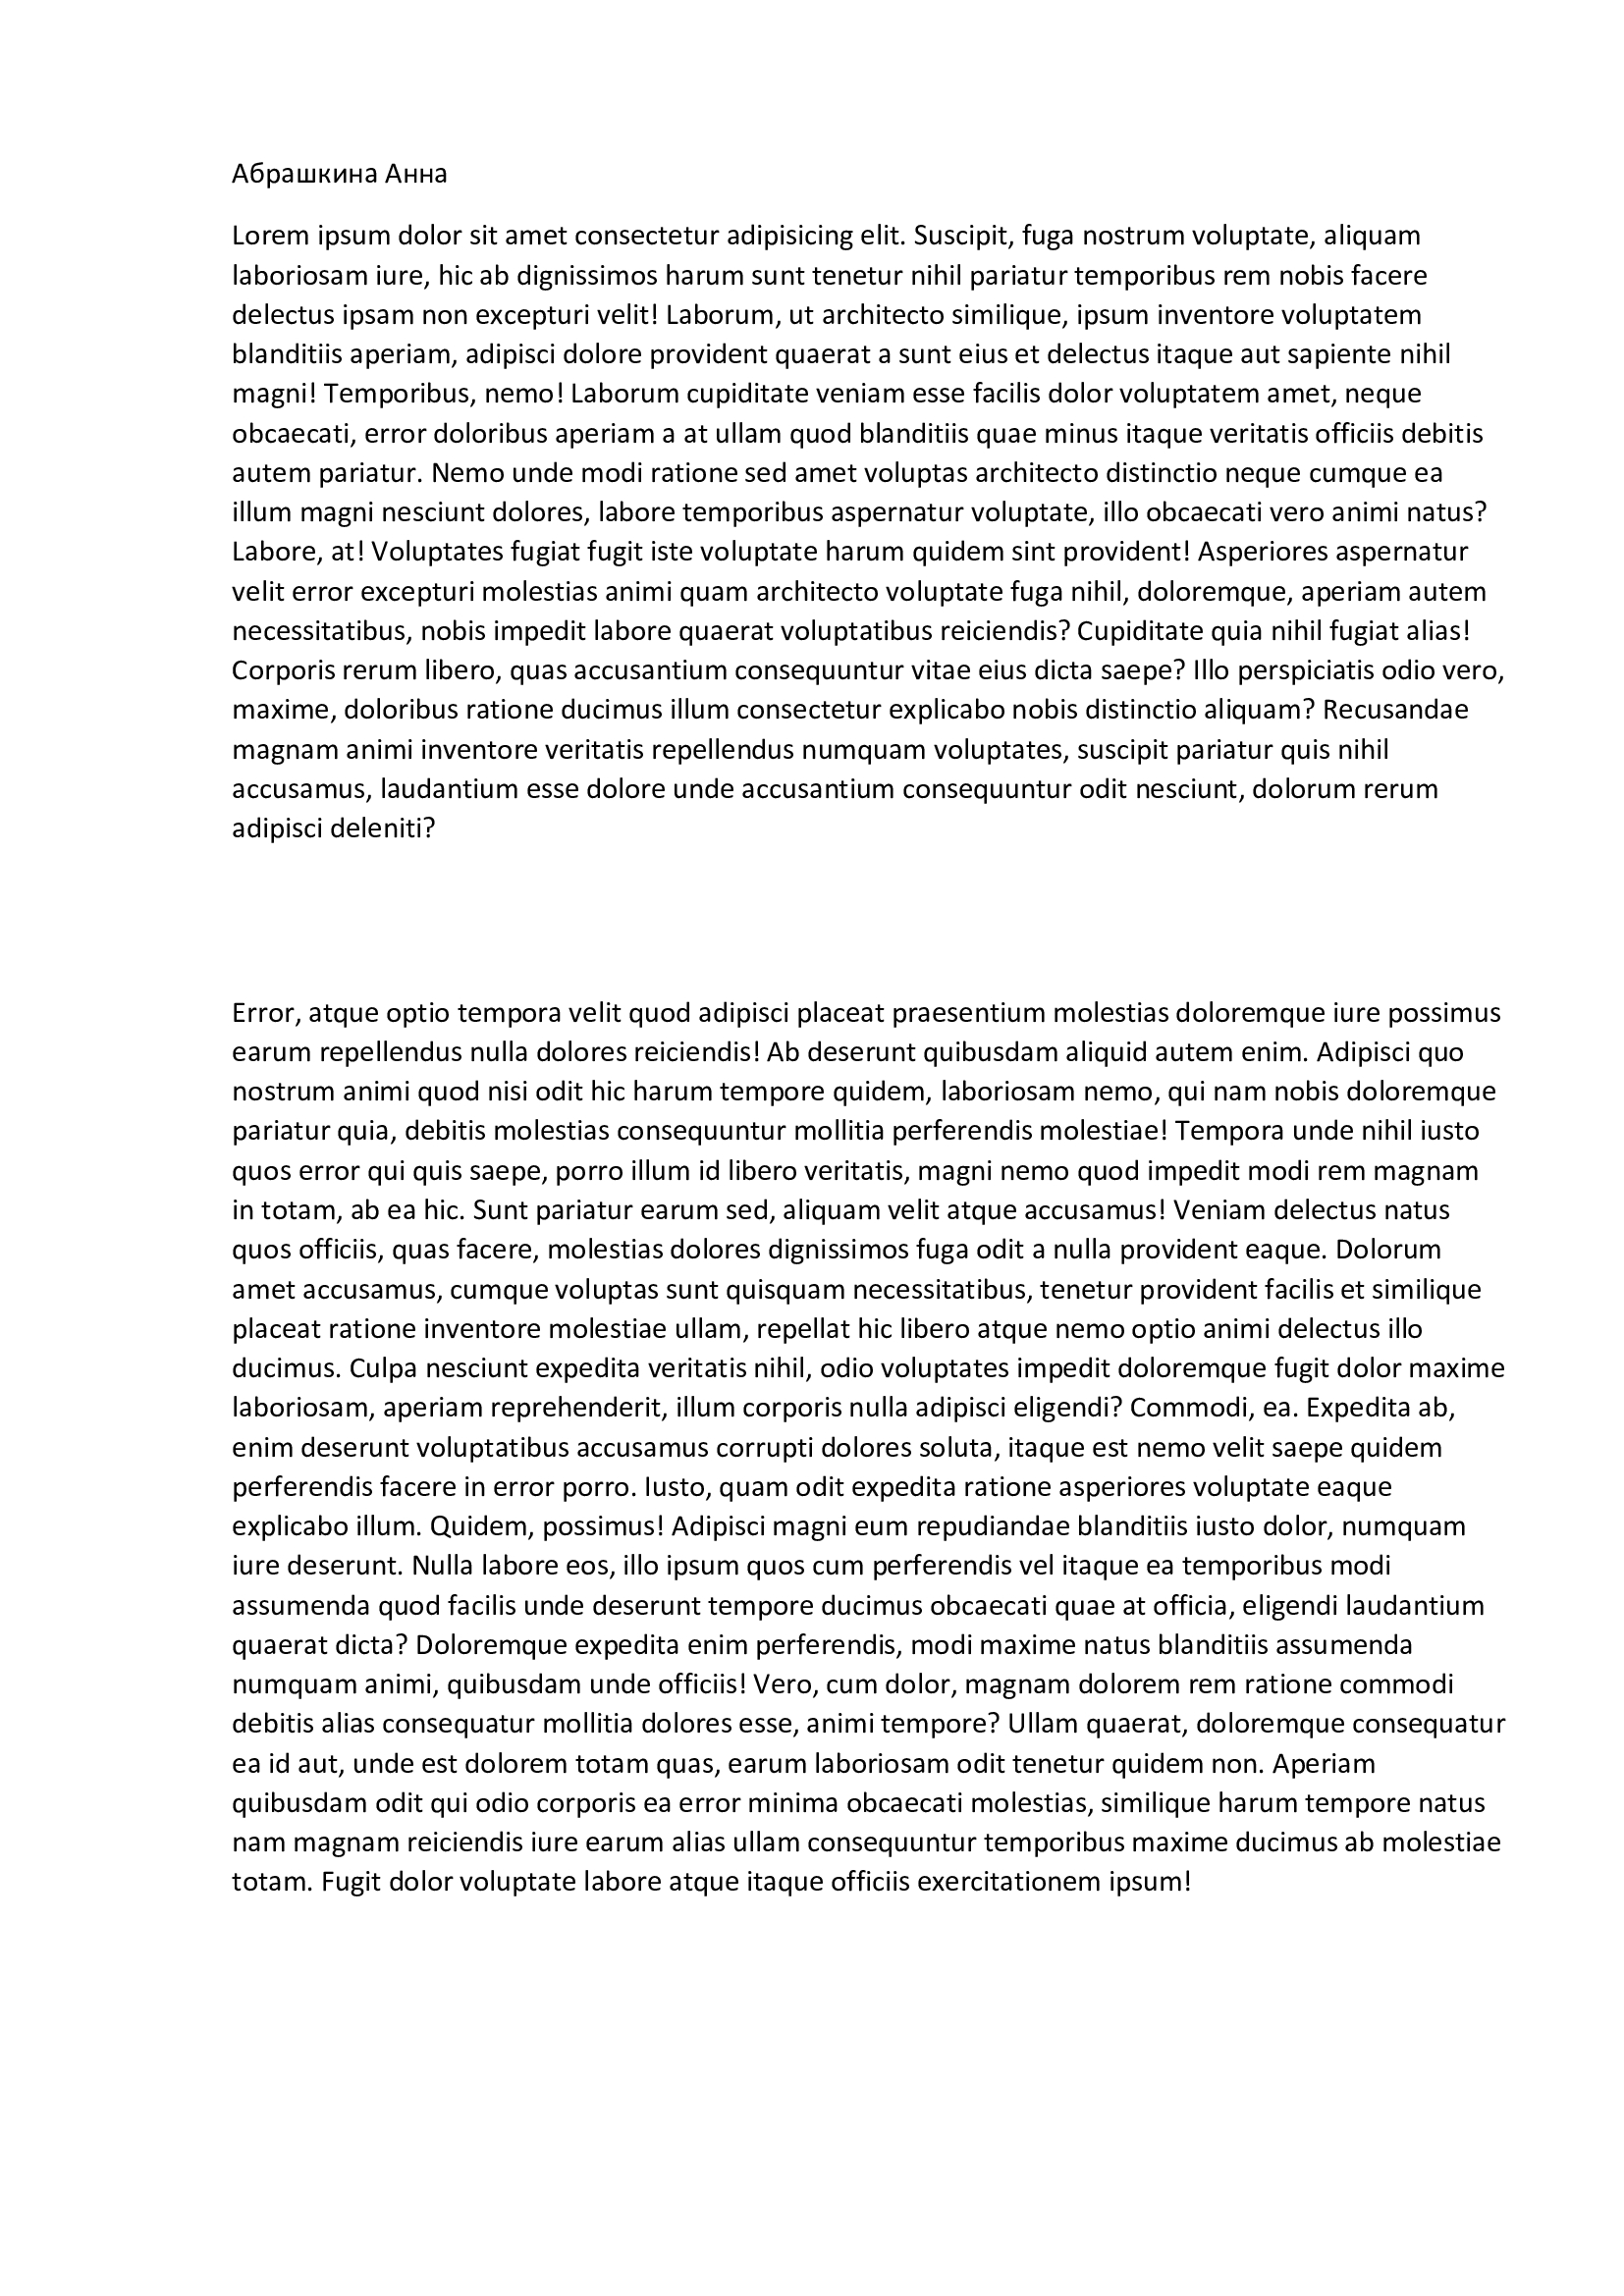 Абрашкина Анна
Lorem ipsum dolor sit amet consectetur adipisicing elit. Suscipit, fuga nostrum voluptate, aliquam
laboriosam iure, hic ab dignissimos harum sunt tenetur nihil pariatur temporibus rem nobis facere
delectus ipsam non excepturi velit! Laborum, ut architecto similique, ipsum inventore voluptatem
blanditiis aperiam, adipisci dolore provident quaerat a sunt eius et delectus itaque aut sapiente nihil
magni! Temporibus, nemo! Laborum cupiditate veniam esse facilis dolor voluptatem amet, neque
obcaecati, error doloribus aperiam a at ullam quod blanditiis quae minus itaque veritatis officiis debitis
autem pariatur. Nemo unde modi ratione sed amet voluptas architecto distinctio neque cumque ea
illum magni nesciunt dolores, labore temporibus aspernatur voluptate, illo obcaecati vero animi natus?
Labore, at! Voluptates fugiat fugit iste voluptate harum quidem sint provident! Asperiores aspernatur
velit error excepturi molestias animi quam architecto voluptate fuga nihil, doloremque, aperiam autem
necessitatibus, nobis impedit labore quaerat voluptatibus reiciendis? Cupiditate quia nihil fugiat alias!
Corporis rerum libero, quas accusantium consequuntur vitae eius dicta saepe? Illo perspiciatis odio vero,
maxime, doloribus ratione ducimus illum consectetur explicabo nobis distinctio aliquam? Recusandae
magnam animi inventore veritatis repellendus numquam voluptates, suscipit pariatur quis nihil
accusamus, laudantium esse dolore unde accusantium consequuntur odit nesciunt, dolorum rerum
adipisci deleniti?
Error, atque optio tempora velit quod adipisci placeat praesentium molestias doloremque iure possimus
earum repellendus nulla dolores reiciendis! Ab deserunt quibusdam aliquid autem enim. Adipisci quo
nostrum animi quod nisi odit hic harum tempore quidem, laboriosam nemo, qui nam nobis doloremque
pariatur quia, debitis molestias consequuntur mollitia perferendis molestiae! Tempora unde nihil iusto
quos error qui quis saepe, porro illum id libero veritatis, magni nemo quod impedit modi rem magnam
in totam, ab ea hic. Sunt pariatur earum sed, aliquam velit atque accusamus! Veniam delectus natus
quos officiis, quas facere, molestias dolores dignissimos fuga odit a nulla provident eaque. Dolorum
amet accusamus, cumque voluptas sunt quisquam necessitatibus, tenetur provident facilis et similique
placeat ratione inventore molestiae ullam, repellat hic libero atque nemo optio animi delectus illo
ducimus. Culpa nesciunt expedita veritatis nihil, odio voluptates impedit doloremque fugit dolor maxime
laboriosam, aperiam reprehenderit, illum corporis nulla adipisci eligendi? Commodi, ea. Expedita ab,
enim deserunt voluptatibus accusamus corrupti dolores soluta, itaque est nemo velit saepe quidem
perferendis facere in error porro. Iusto, quam odit expedita ratione asperiores voluptate eaque
explicabo illum. Quidem, possimus! Adipisci magni eum repudiandae blanditiis iusto dolor, numquam
iure deserunt. Nulla labore eos, illo ipsum quos cum perferendis vel itaque ea temporibus modi
assumenda quod facilis unde deserunt tempore ducimus obcaecati quae at officia, eligendi laudantium
quaerat dicta? Doloremque expedita enim perferendis, modi maxime natus blanditiis assumenda
numquam animi, quibusdam unde officiis! Vero, cum dolor, magnam dolorem rem ratione commodi
debitis alias consequatur mollitia dolores esse, animi tempore? Ullam quaerat, doloremque consequatur
ea id aut, unde est dolorem totam quas, earum laboriosam odit tenetur quidem non. Aperiam
quibusdam odit qui odio corporis ea error minima obcaecati molestias, similique harum tempore natus
nam magnam reiciendis iure earum alias ullam consequuntur temporibus maxime ducimus ab molestiae
totam. Fugit dolor voluptate labore atque itaque officiis exercitationem ipsum!